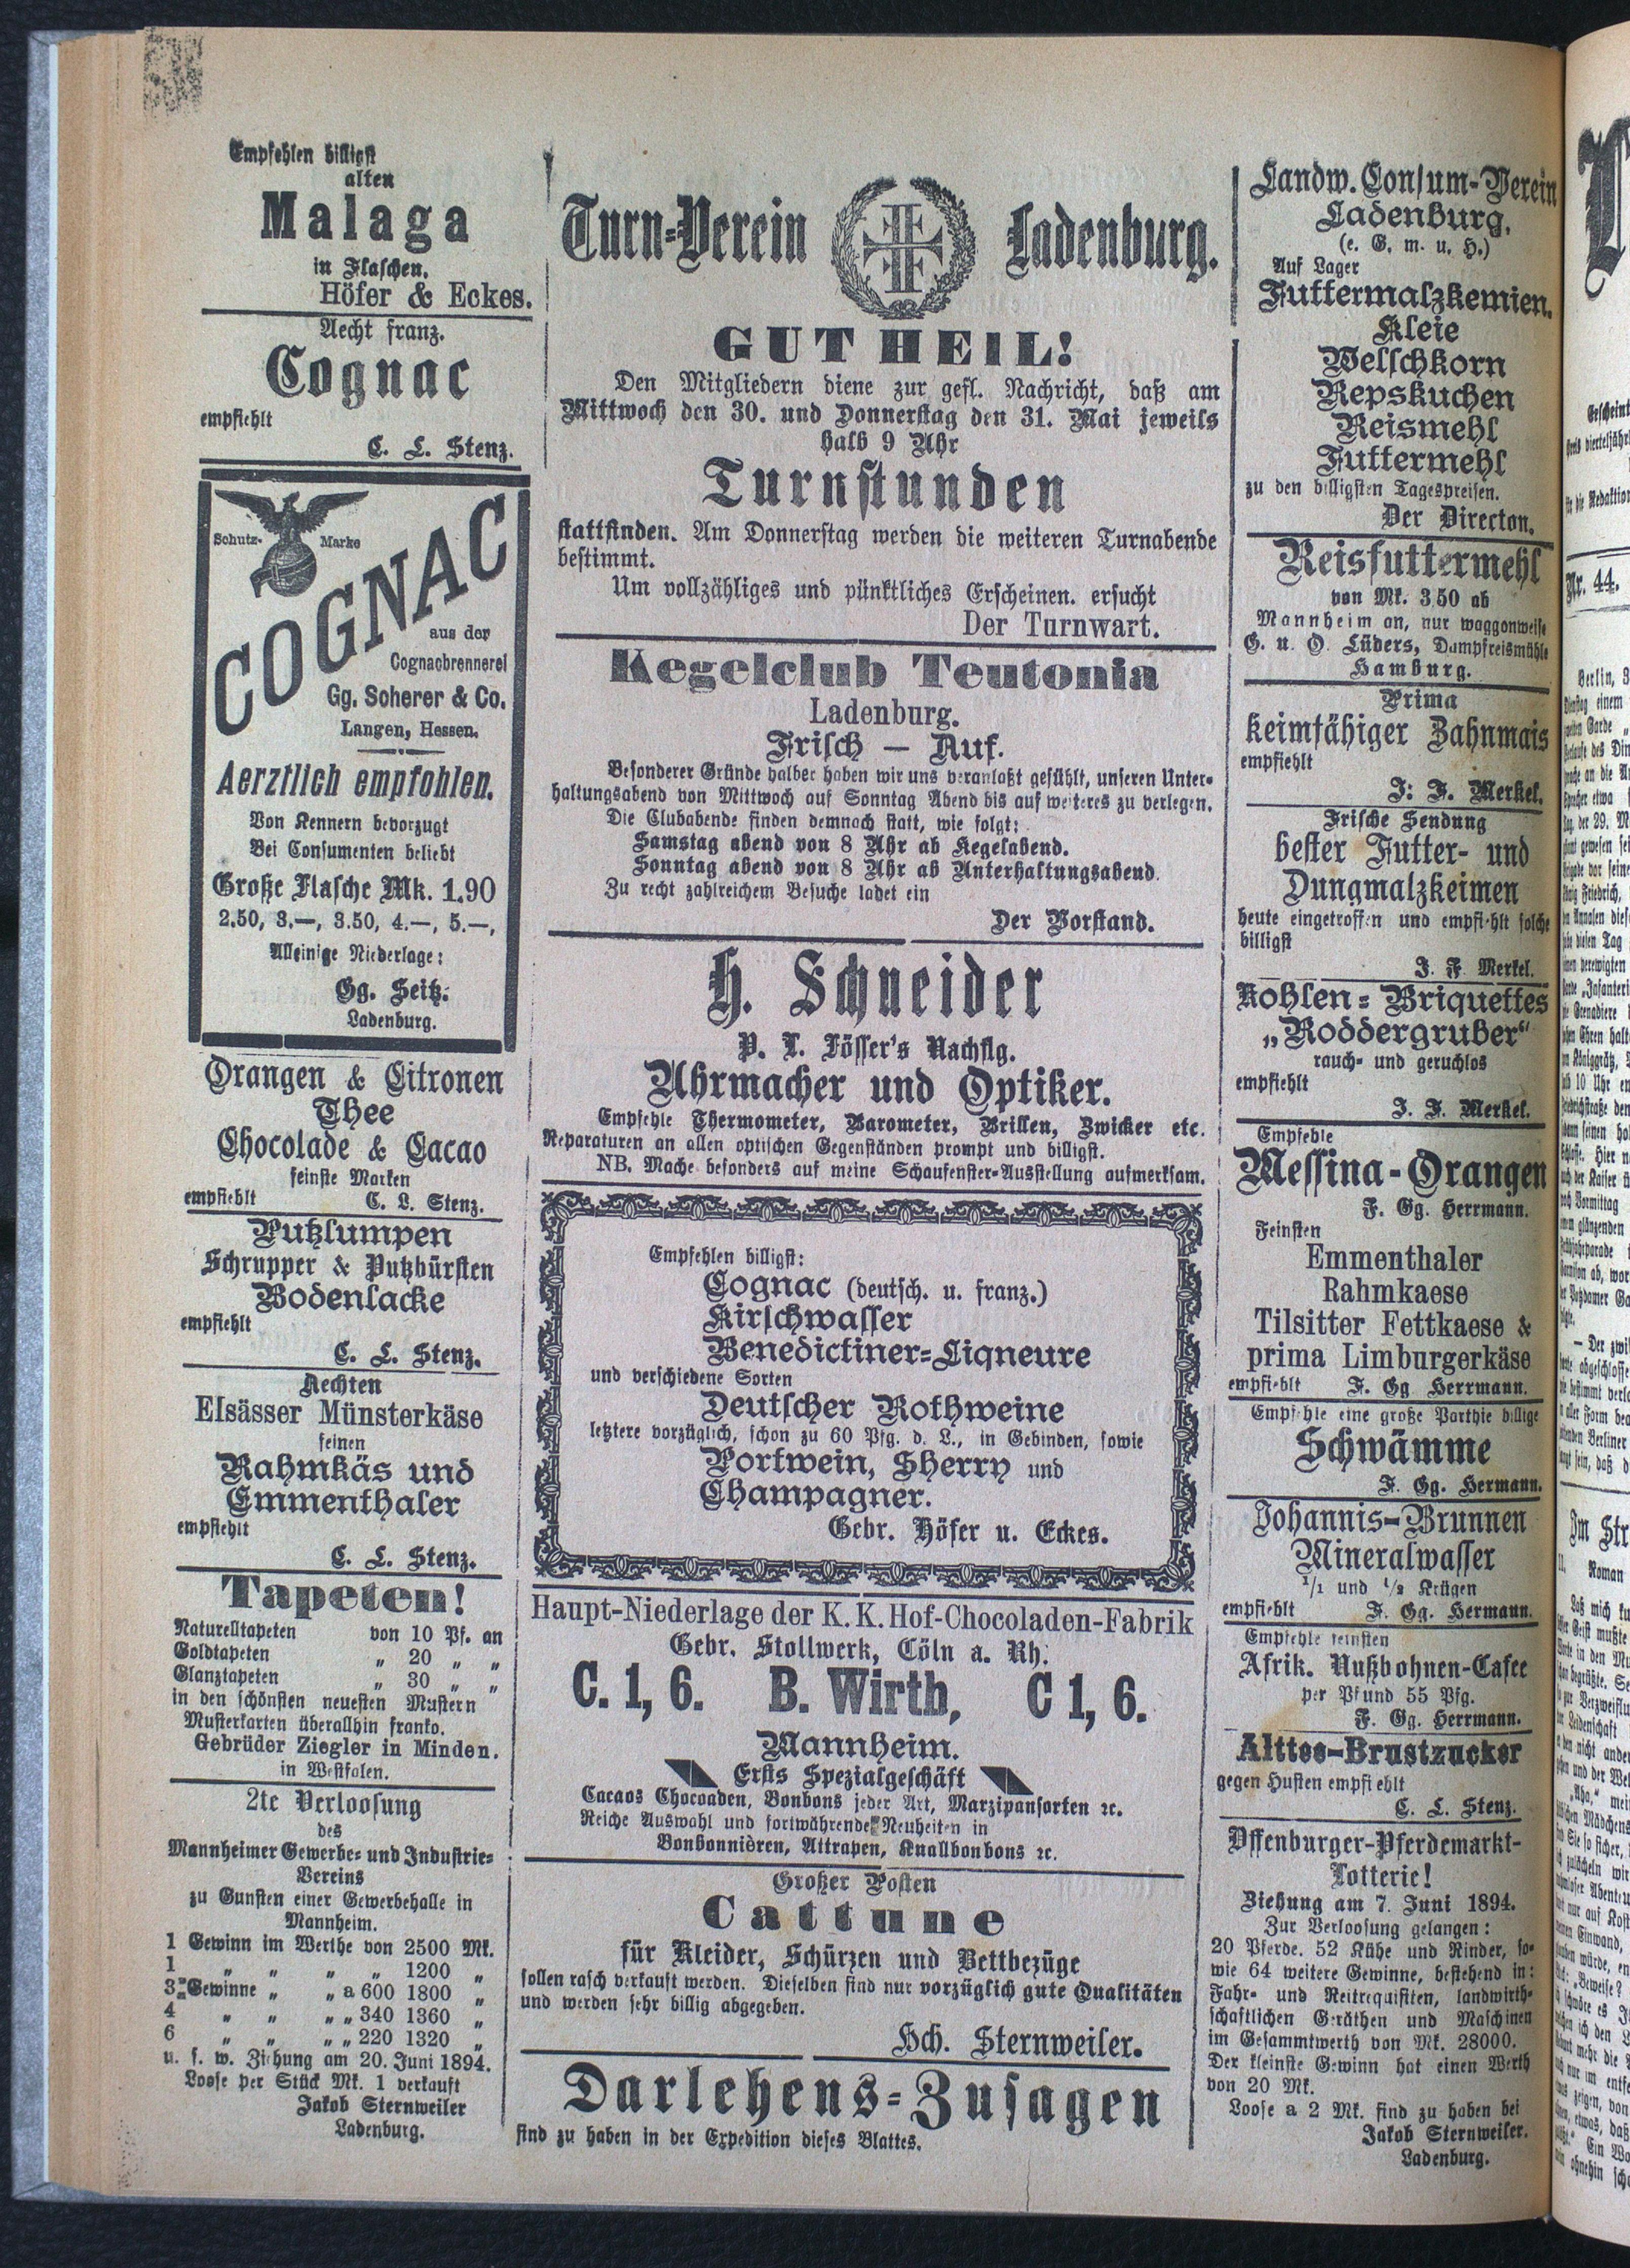 Empfehlen billigst
alten
Malaga
in Flaschen.
Höfer & Eckes.
Aecht franz.
Cognac
empfiehlt
C. L. Stenz.
Schutz- Marke
COGNAC
aus der
Cognacbrennerei
Gg. Scherer & Co.
Langen, Hessen.
Aerztlich empfohlen.
Von Kennern bevorzugt
Bei Consumenten beliebt
Große Flasche Mk. 1.90
2.50, 3.—, 3.50, 4.—, 5.—,
Alleinige Niederlage:
Gg. Seitz.
Ladenburg.
Orangen & Citronen
Thee
Chocolade & Cacao
feinste Marken
empfiehlt C. L. Stenz.
Putzlumpen
Schrupper & Putzbürsten
Bodenlacke
empfiehlt
C. L. Stenz.
Aechten
Elsässer Münsterkäse
feinen
Rahmkäs und
Emmenthaler
empfiehlt
C. L. Stenz.
Tapeten!
Naturelltapeten von 10 Pf. an
Goldtapeten „ 20 „ „
Glanztapeten „ 30 „ „
in den schönsten neuesten Mustern
Musterkarten überallhin franko.
Gebrüder Ziegler in Minden.
in Westfalen.
2te Verloosung
des
Mannheimer Gewerbe- und Industrie-
Vereins
zu Gunsten einer Gewerbehalle in
Mannheim.
1 Gewinn im Werthe von 2500 Mk.
1 „ „ „ „ 1200 „
3 Gewinne „ „ a 600 1800 „
4 „ „ „ „ 340 1360 „
6 „ „ „ „ 220 1320 „
u. s. w. Ziehung am 20. Juni 1894.
Loose per Stück Mk. 1 verkauft
Jakob Sternweiler
Ladenburg.
Turn-Verein Ladenburg.
GUT HEIL!
Den Mitgliedern diene zur gefl. Nachricht, daß am
Mittwoch den 30. und Donnerstag den 31. Mai jeweils
halb 9 Uhr
Turnstunden
stattfinden. Am Donnerstag werden die weiteren Turnabende
bestimmt.
Um vollzähliges und pünktliches Erscheinen. ersucht
Der Turnwart.
Kegelclub Teutonia
Ladenburg.
Frisch — Auf.
Besonderer Gründe halber haben wir uns veranlaßt gefühlt, unseren Unter-
haltungsabend von Mittwoch auf Sonntag Abend bis auf weiteres zu verlegen.
Die Clubabende finden demnach statt, wie folgt:
Samstag abend von 8 Uhr ab Kegelabend.
Sonntag abend von 8 Uhr ab Unterhaltungsabend.
Zu recht zahlreichem Besuche ladet ein
Der Vorstand.
H. Schneider
P. L. Lösser's Nachflg.
Uhrmacher und Optiker.
Empfehle Thermometer, Barometer, Brillen, Zwicker etc.
Reparaturen an allen optischen Gegenständen prompt und billigst.
NB. Mache besonders auf meine Schaufenster-Ausstellung aufmerksam.
Empfehlen billigst:
Cognac (deutsch. u. franz.)
Kirschwasser
Benedictiner-Liqneure
und verschiedene Sorten
Deutscher Rothweine
letztere vorzüglich, schon zu 60 Pfg. d. L., in Gebinden, sowie
Portwein, Sherry und
Champagner.
Gebr. Höfer u. Eckes.
Haupt-Niederlage der K. K. Hof-Chocoladen-Fabrik
Gebr. Stollwerk, Cöln a. Rh.
C. 1, 6. B. Wirth, C 1, 6.
Mannheim.
Erstes Spezialgeschäft
Cacaos Chocoaden, Bonbons jeder Art, Marzipansorten ꝛc.
Reiche Auswahl und fortwährende Neuheiten in
Bonbonnièren, Attrapen, Knallbonbons ꝛc.
Großer Posten
Cattune
für Kleider, Schürzen und Bettbezüge
sollen rasch verkauft werden. Dieselben sind nur vorzüglich gute Qualitäten
und werden sehr billig abgegeben.
Hch. Sternweiler.
Darlehens-Zusagen
sind zu haben in der Expedition dieses Blattes.
Landw. Consum-Verein
Ladenburg.
(e. G. m. u. H.)
Auf Lager
Futtermalzkemien.
Kleie
Welschkorn
Repskuchen
Reismehl
Futtermehl
zu den billigsten Tagespreisen.
Der Directon.
Reisfuttermehl
von Mk. 3,50 ab
Mannheim an, nur waggonweise
G. u. O. Lüders, Dampfreismühle
Hamburg.
Prima
keimfähiger Zahnmais
empfiehlt
J: F. Merkel.
Frische Sendung
bester Futter- und
Dungmalzkeimen
heute eingetroffen und empfiehlt solche
billigst
J. F. Merkel.
Kohlen-Briquettes
„Roddergruber“
rauch- und geruchlos
empfiehlt
J. F. Merkel.
Empfehle
Messina-Orangen
F. Gg. Herrmann.
Feinsten
Emmenthaler
Rahmkaese
Tilsitter Fettkaese &
prima Limburgerkäse
empfiehlt F. Gg Herrmann.
Empfehle eine große Parthie billige
Schwämme
F. Gg. Hermann.
Johannis-Brunnen
Mineralwasser
1/1 und 1/2 Krügen
empfiehlt F. Gg. Hermann.
Empfehle feinsten
Afrik. Nußbohnen-Cafee
per Pfund 55 Pfg.
F. Gg. Herrmann.
Alttee-Brustzucker
gegen Husten empfiehlt
C. L. Stenz.
Offenburger-Pferdemarkt-
Lotterie!
Ziehung am 7. Juni 1894.
Zur Verloosung gelangen:
20 Pferde. 52 Kühe und Rinder, so-
wie 64 weitere Gewinne, bestehend in:
Fahr- und Reitrequisiten, landwirth-
schaftlichen Geräthen und Maschinen
im Gesammtwerth von Mk. 28000.
Der kleinste Gewinn hat einen Werth
von 20 Mk.
Loose a 2 Mk. sind zu haben bei
Jakob Sternweiler.
Ladenburg.
Nr. 44.